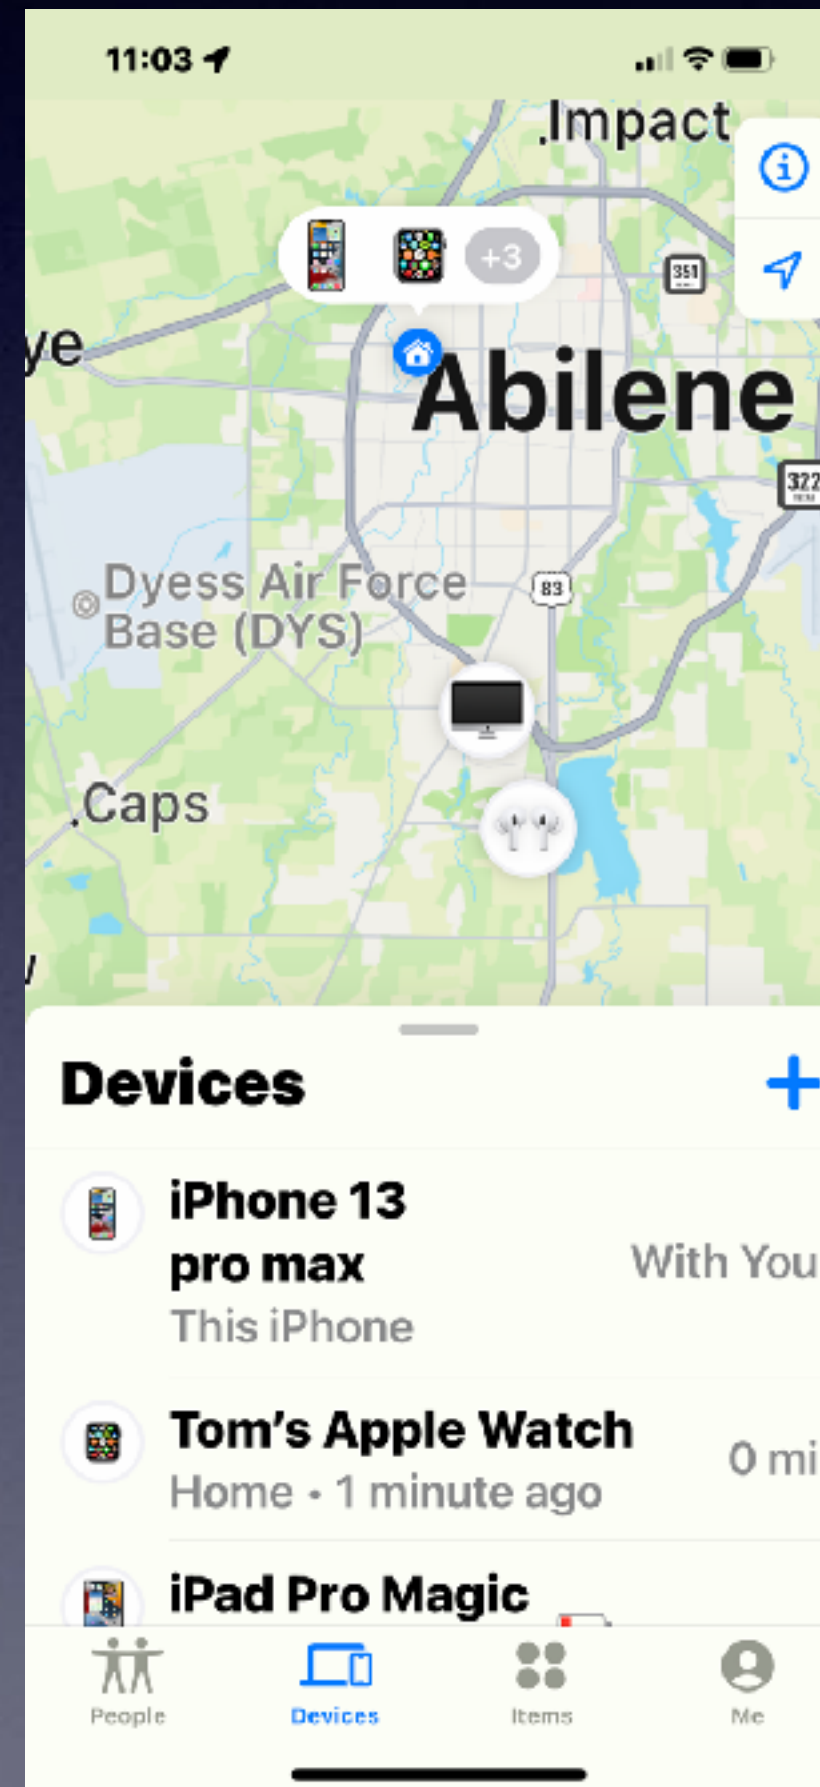 11:03
.Impact
+3
351
ye
Abilene
322
Dyess Air Force
Base (DYS)
83
.Caps
Devices
iPhone 13
pro max
With You
This iPhone
Tom’s Apple Watch
0 mi
Home • 1 minute ago
iPad Pro Magic
People
Devices
Items
Me